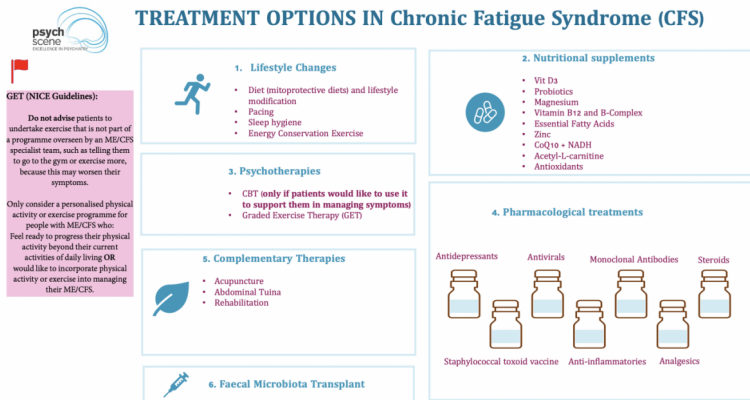 psych
scene
EXCELLENCE IN PSYCHIATRY
TREATMENT OPTIONS IN Chronic Fatigue Syndrome (CFS)
GET (NICE Guidelines):
Do not advise patients to
undertake exercise that is not part of
a programme overseen by an ME/CFS
specialist team, such as telling them
to go to the gym or exercise more,
because this may worsen their
symptoms.
Only consider a personalised physical
activity or exercise programme for
people with ME/CFS who:
Feel ready to progress their physical
activity beyond their current
activities of daily living OR
would like to incorporate physical
activity or exercise into managing
their ME/CFS.
1. Lifestyle Changes
• Diet (mitoprotective diets) and lifestyle
modification
• Pacing
• Sleep hygiene
• Energy Conservation Exercise
2. Nutritional supplements
• Vit D3
• Probiotics
• Magnesium
• Vitamin B12 and B-Complex
• Essential Fatty Acids
• Zinc
• CoQ10 + NADH
• Acetyl-L-carnitine
• Antioxidants
3. Psychotherapies
• CBT (only if patients would like to use it
to support them in managing symptoms)
• Graded Exercise Therapy (GET)
4. Pharmacological treatments
Antidepressants
Antivirals
Monoclonal Antibodies
Steroids
Staphylococcal toxoid vaccine
Anti-inflammatories
Analgesics
5. Complementary Therapies
• Acupuncture
• Abdominal Tuina
• Rehabilitation
6. Faecal Microbiota Transplant